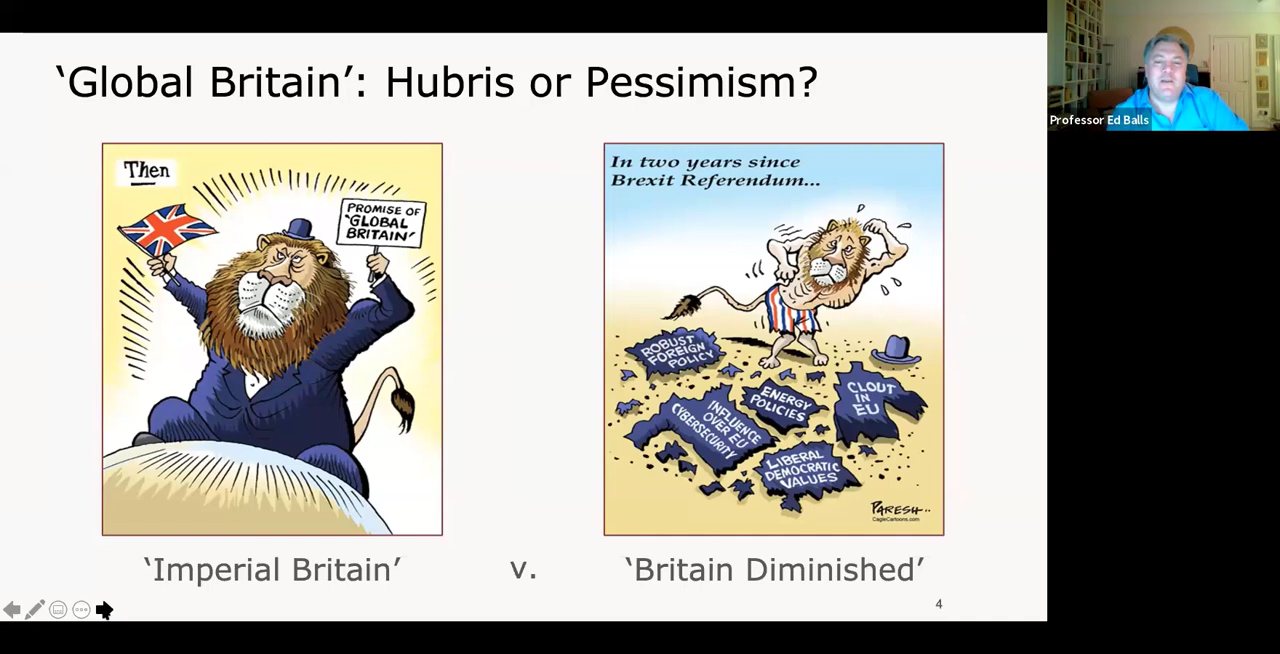 ‘Global Britain’: Hubris or Pessimism?
Professor Ed Balls
Then
PROMISE OF
‘GLOBAL
BRITAIN’
In two years since
Brexit Referendum...
ROBUST
FOREIGN
POLICY
ENERGY
POLICIES
CLOUT
IN
EU
INFLUENCE
OVER EU
CYBERSECURITY
LIBERAL
DEMOCRATIC
VALUES
PARESH..
CagleCartoons.com
‘Imperial Britain’
v.
‘Britain Diminished’
4